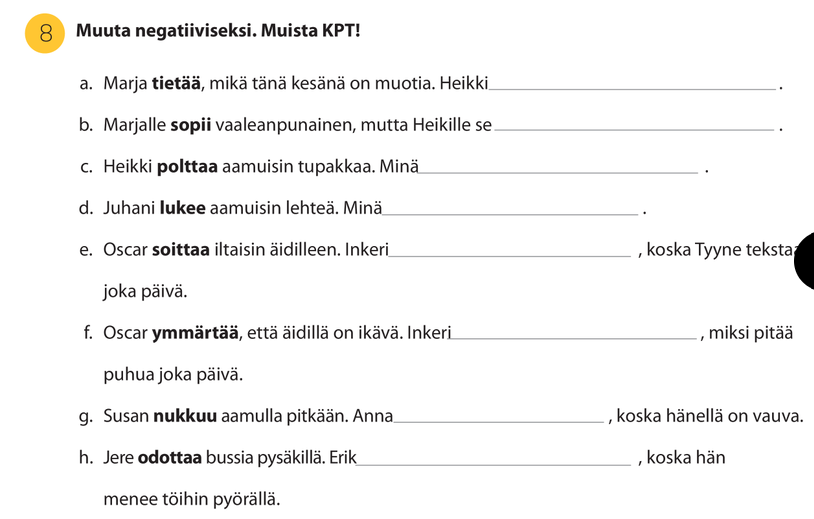 8 Muuta negatiiviseksi. Muista KPT!
a. Marja tietää, mikä tänä kesänä on muotia. Heikki .
b. Marjalle sopii vaaleanpunainen, mutta Heikille se .
c. Heikki polttaa aamuisin tupakkaa. Minä .
d. Juhani lukee aamuisin lehteä. Minä .
e. Oscar soittaa iltaisin äidilleen. Inkeri , koska Tyyne
joka päivä.
f. Oscar ymmärtää, että äidillä on ikävä. Inkeri , miksi pitää
puhua joka päivä.
g. Susan nukkuu aamulla pitkään. Anna , koska hänellä on vauva.
h. Jere odottaa bussia pysäkillä. Erik , koska hän
menee töihin pyörällä.